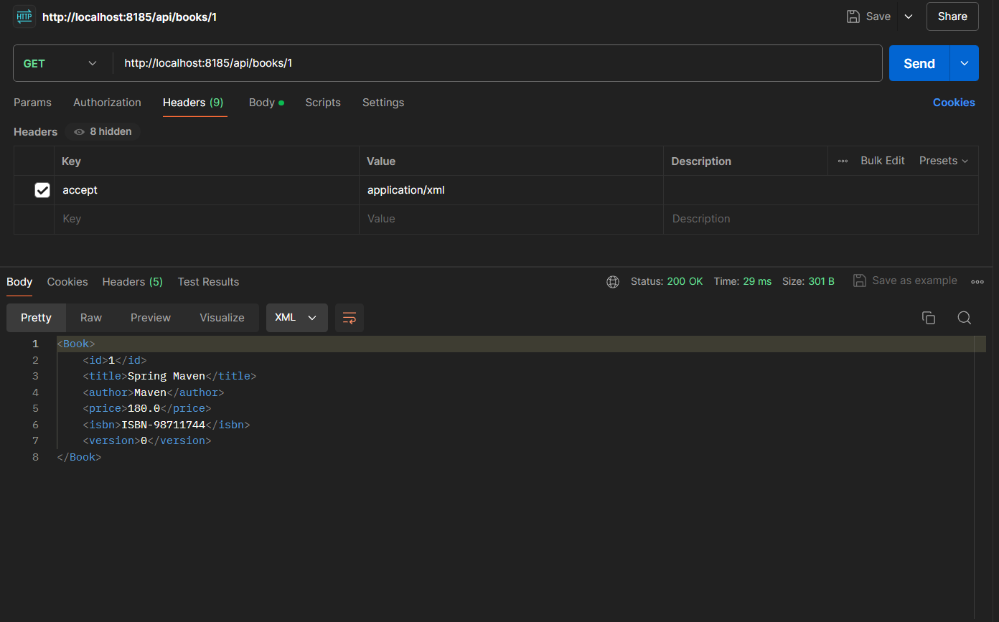 HTTP http://localhost:8185/api/books/1 Save Share
GET http://localhost:8185/api/books/1 Send
Params Authorization Headers (9) Body Scripts Settings Cookies
Headers 8 hidden
Key Value Description Bulk Edit Presets
accept application/xml
Key Value Description
Body Cookies Headers (5) Test Results Status: 200 OK Time: 29 ms Size: 301 B Save as example
Pretty Raw Preview Visualize XML
1 <Book>
2 <id>1</id>
3 <title>Spring Maven</title>
4 <author>Maven</author>
5 <price>180.0</price>
6 <isbn>ISBN-98711744</isbn>
7 <version>0</version>
8 </Book>